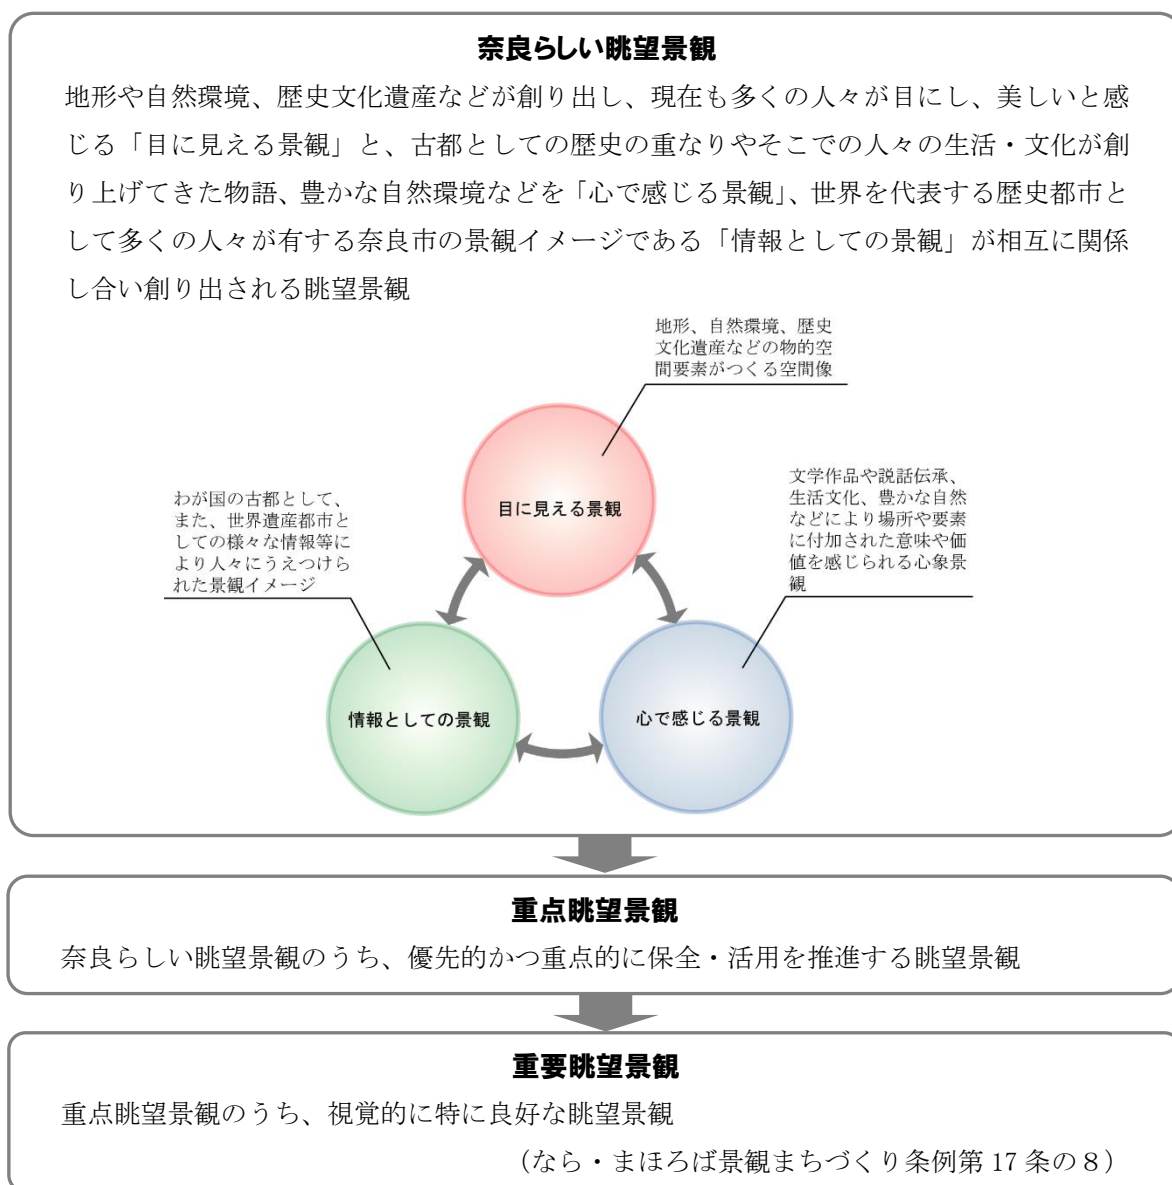 奈良らしい眺望景観
地形や自然環境、歴史文化遺産などが創り出し、現在も多くの人々が目にし、美しいと感
じる「目に見える景観」と、古都としての歴史の重なりやそこでの人々の生活・文化が創
り上げてきた物語、豊かな自然環境などを「心で感じる景観」、世界を代表する歴史都市と
して多くの人々が有する奈良市の景観イメージである「情報としての景観」が相互に関係
し合い創り出される眺望景観
地形、自然環境、歴史
文化遺産などの物的空
間要素がつくる空間像
目に見える景観
わが国の古都として、
また、世界遺産都市と
しての様々な情報等に
より人々にうえつけら
れた景観イメージ
文学作品や説話伝承、
生活文化、豊かな自然
などにより場所や要素
に付加された意味や価
値を感じられる心象景
観
情報としての景観
心で感じる景観
重点眺望景観
奈良らしい眺望景観のうち、優先的かつ重点的に保全・活用を推進する眺望景観
重要眺望景観
重点眺望景観のうち、視覚的に特に良好な眺望景観
（なら・まほろば景観まちづくり条例第 17 条の８）